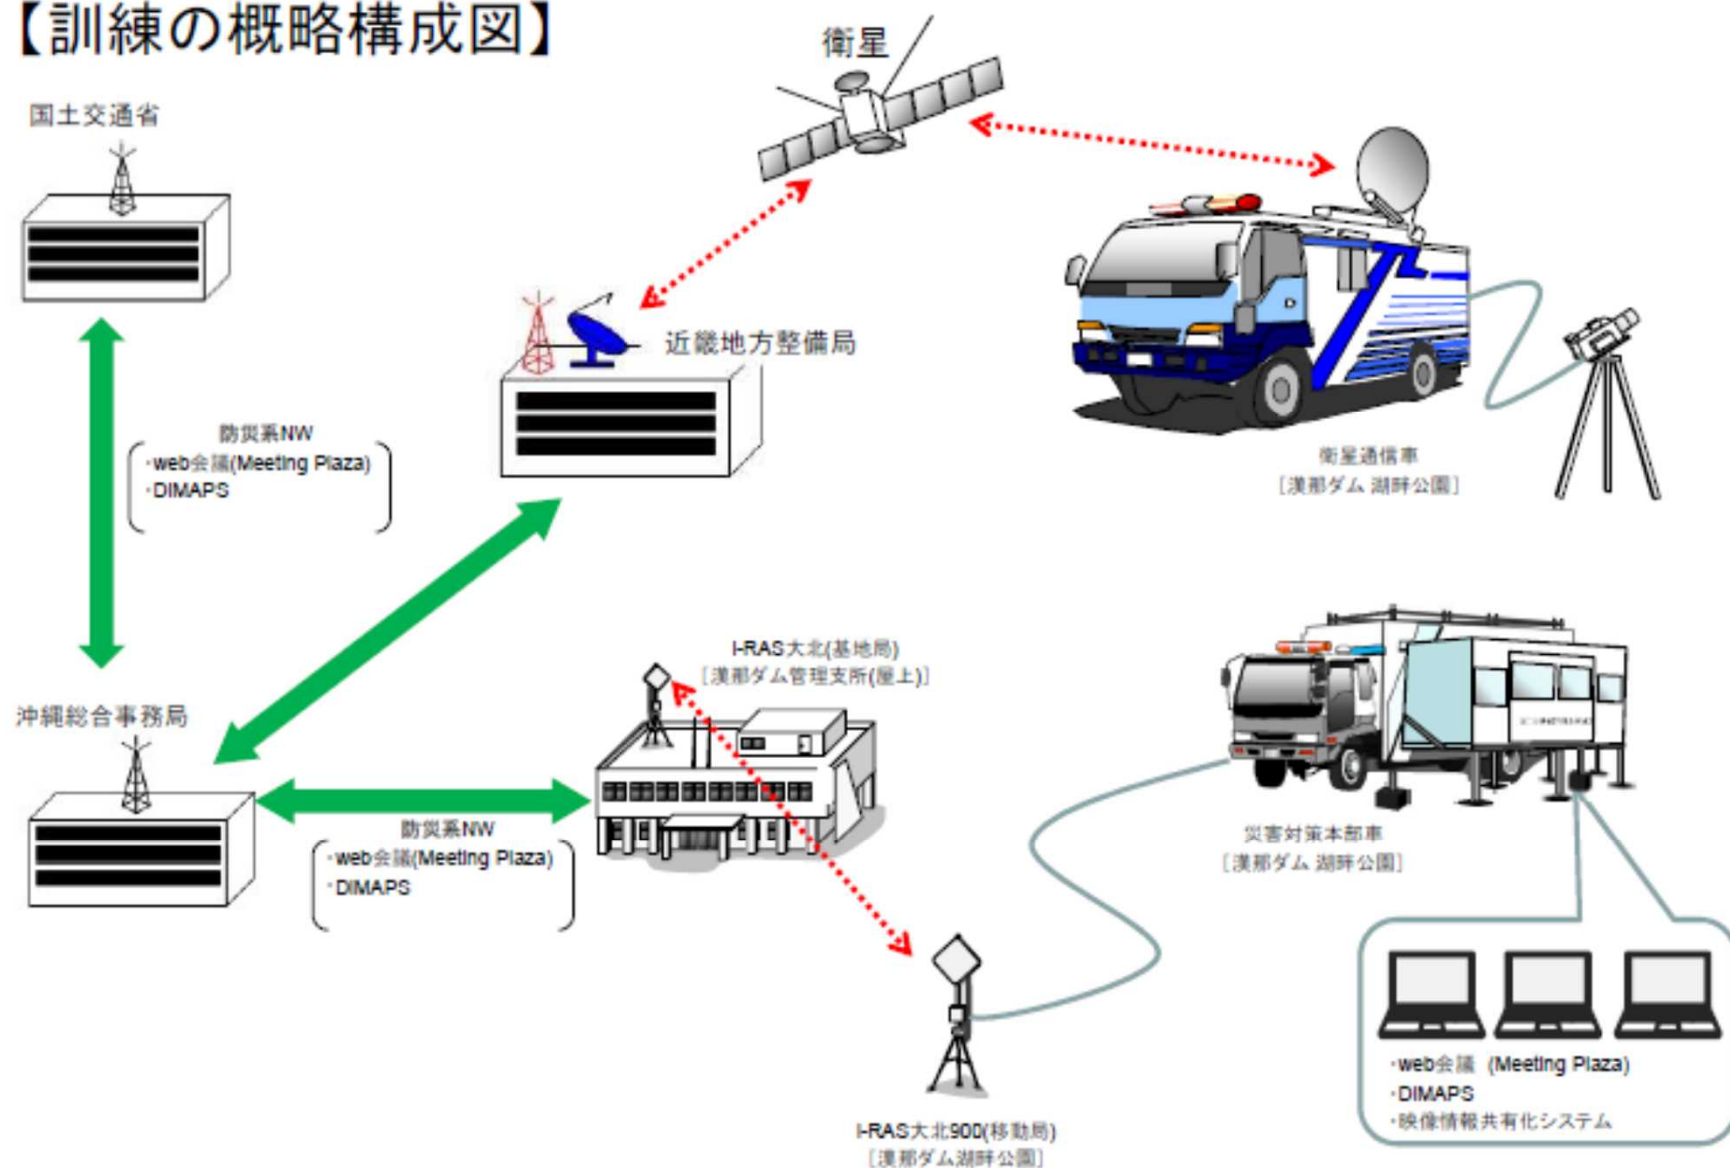 【訓練の概略構成図】
衛星
国土交通省
近畿地方整備局
防災系NW
・web会議(Meeting Plaza)
・DIMAPS
衛星通信車
［漢那ダム 湖畔公園］
I-RAS大北(基地局)
［漢那ダム管理支所(屋上)］
沖縄総合事務局
防災系NW
・web会議(Meeting Plaza)
・DIMAPS
災害対策本部車
［漢那ダム 湖畔公園］
・web会議 (Meeting Plaza)
・DIMAPS
・映像情報共有化システム
I-RAS大北900(移動局)
［漢那ダム湖畔公園］